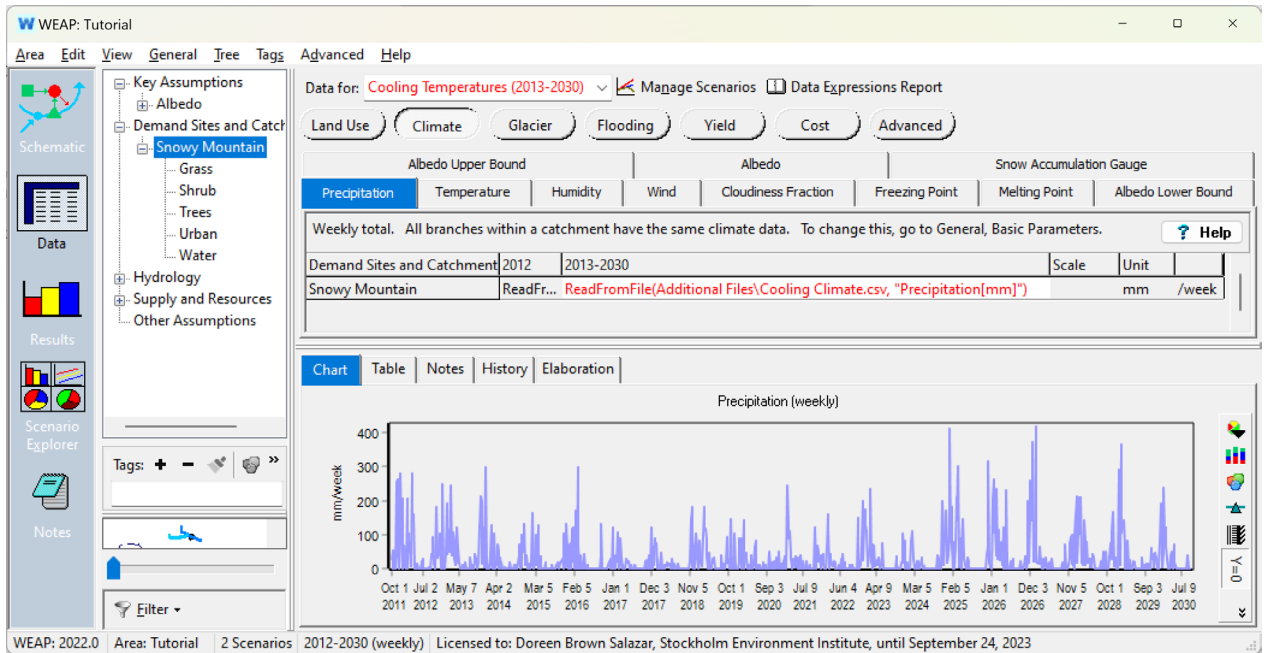 WEAP: Tutorial
Area Edit View General Tree Tags Advanced Help
Schematic
Data
Results
Scenario
Explorer
Notes
Key Assumptions
Albedo
Demand Sites and Catch
Snowy Mountain
Grass
Shrub
Trees
Urban
Water
Hydrology
Supply and Resources
Other Assumptions
Tags: + - »
Filter
Data for: Cooling Temperatures (2013-2030) Manage Scenarios Data Expressions Report
Land Use Climate Glacier Flooding Yield Cost Advanced
Albedo Upper Bound Albedo Snow Accumulation Gauge
Precipitation Temperature Humidity Wind Cloudiness Fraction Freezing Point Melting Point Albedo Lower Bound
Weekly total. All branches within a catchment have the same climate data. To change this, go to General, Basic Parameters. ? Help
Demand Sites and Catchment 2012 2013-2030 Scale Unit
Snowy Mountain ReadFr... ReadFromFile(Additional Files\Cooling Climate.csv, "Precipitation[mm]") mm /week
Chart Table Notes History Elaboration
Precipitation (weekly)
mm/week
400
300
200
100
0
Oct 1 Jul 2 May 7 Apr 2 Mar 5 Feb 5 Jan 1 Dec 3 Nov 5 Oct 1 Sep 3 Jul 9 Jun 4 Apr 9 Mar 5 Feb 5 Jan 1 Dec 3 Nov 5 Oct 1 Sep 3 Jul 9
2011 2012 2013 2014 2015 2016 2017 2017 2018 2019 2020 2021 2022 2023 2024 2025 2026 2026 2027 2028 2029 2030
Y=0
WEAP: 2022.0 Area: Tutorial 2 Scenarios 2012-2030 (weekly) Licensed to: Doreen Brown Salazar, Stockholm Environment Institute, until September 24, 2023